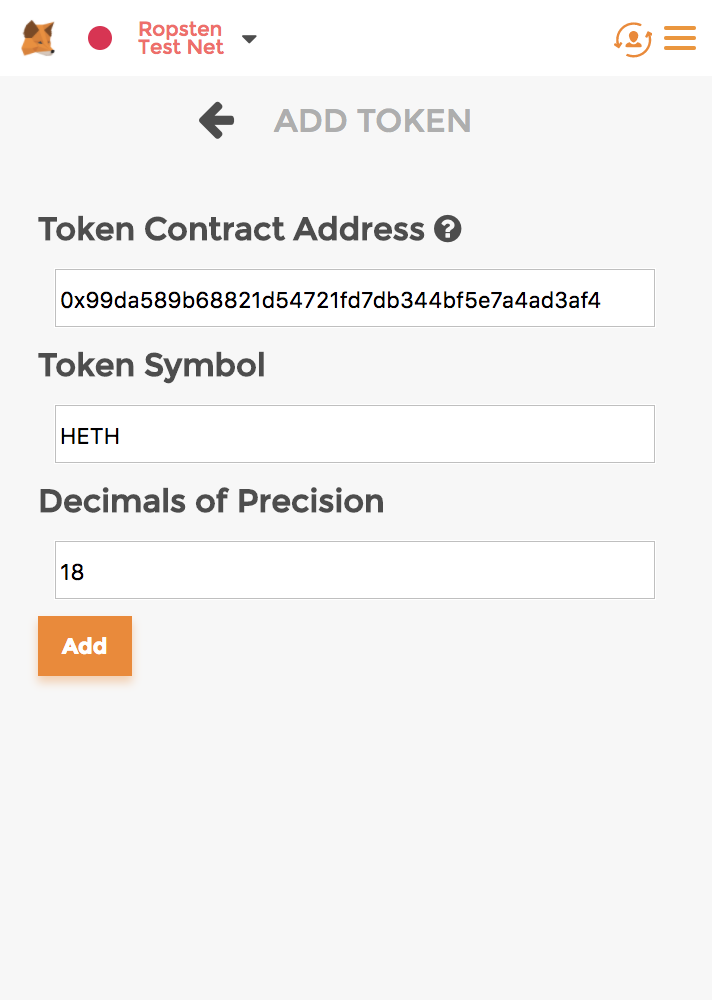 Ropsten
Test Net
ADD TOKEN
Token Contract Address ?
0x99da589b68821d54721fd7db344bf5e7a4ad3af4
Token Symbol
HETH
Decimals of Precision
18
Add